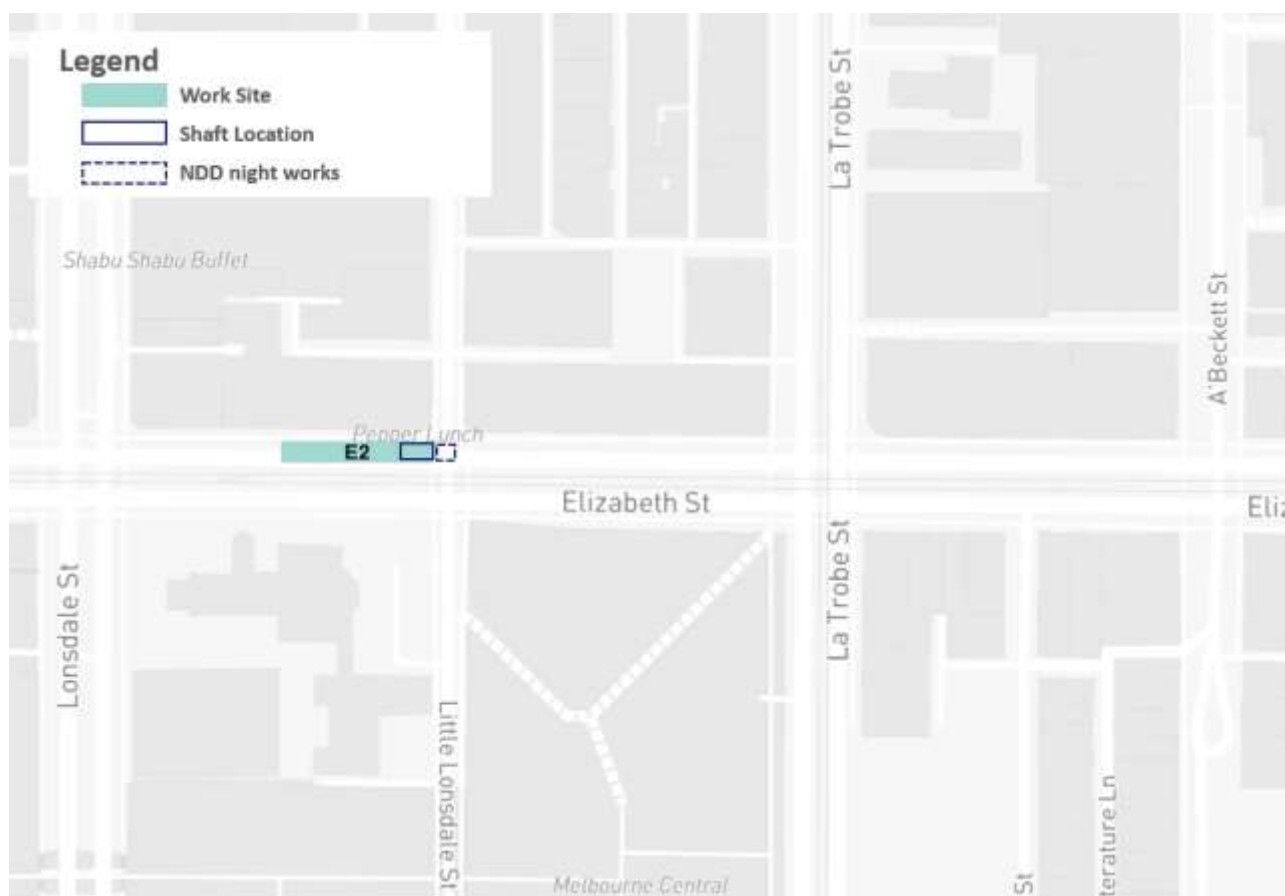 Legend
Work Site
Shaft Location
NDD night works
La Trobe St
Shabu Shabu Buffet
A'Beckett St
Pepper Lunch
E2
Elizabeth St
Eliz
Lonsdale St
La Trobe St
Little Lonsdale St
terature Ln
St
Melbourne Central